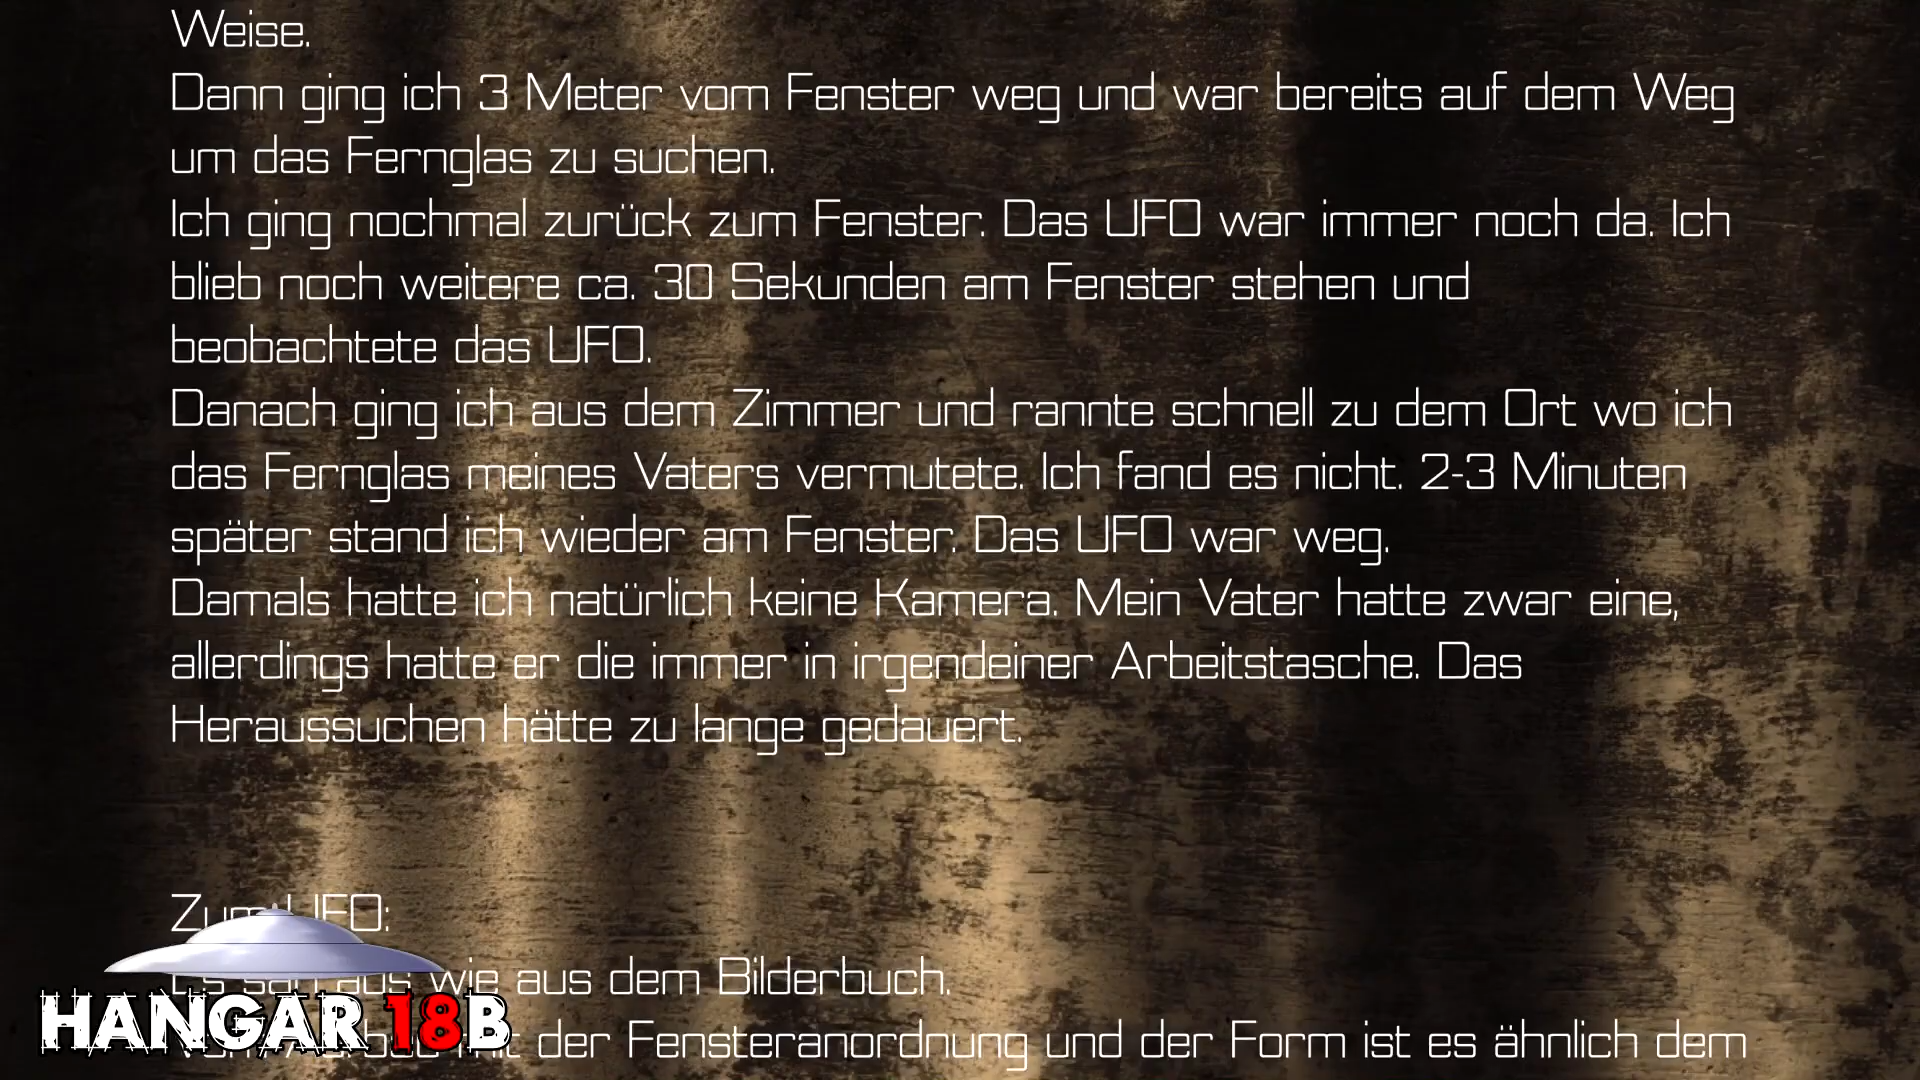 Weise.
Dann ging ich 3 Meter vom Fenster weg und war bereits auf dem Weg
um das Fernglas zu suchen.
Ich ging nochmal zurück zum Fenster. Das UFO war immer noch da. Ich
blieb noch weitere ca. 30 Sekunden am Fenster stehen und
beobachtete das UFO.
Danach ging ich aus dem Zimmer und rannte schnell zu dem Ort wo ich
das Fernglas meines Vaters vermutete. Ich fand es nicht. 2-3 Minuten
später stand ich wieder am Fenster. Das UFO war weg.
Damals hatte ich natürlich keine Kamera. Mein Vater hatte zwar eine,
allerdings hatte er die immer in irgendeiner Arbeitstasche. Das
Heraussuchen hätte zu lange gedauert.
Zum UFO:
Es sah aus wie aus dem Bilderbuch.
mit der Fensteranordnung und der Form ist es ähnlich dem
HANGAR 18B